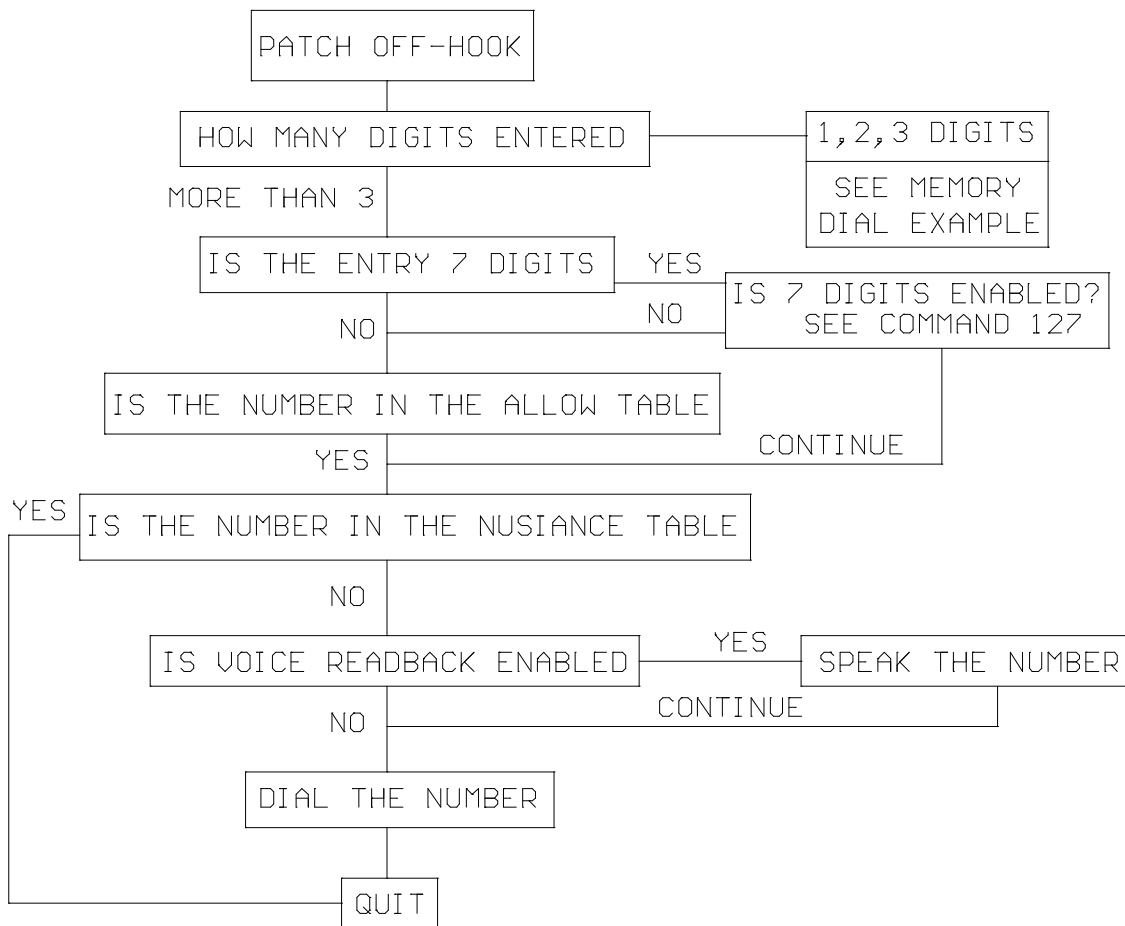 PATCH OFF-HOOK
HOW MANY DIGITS ENTERED
1,2,3 DIGITS
SEE MEMORY
DIAL EXAMPLE
MORE THAN 3
IS THE ENTRY 7 DIGITS
YES
IS 7 DIGITS ENABLED?
SEE COMMAND 127
NO
NO
IS THE NUMBER IN THE ALLOW TABLE
CONTINUE
YES
YES
IS THE NUMBER IN THE NUSIANCE TABLE
NO
IS VOICE READBACK ENABLED
YES
SPEAK THE NUMBER
CONTINUE
NO
DIAL THE NUMBER
QUIT